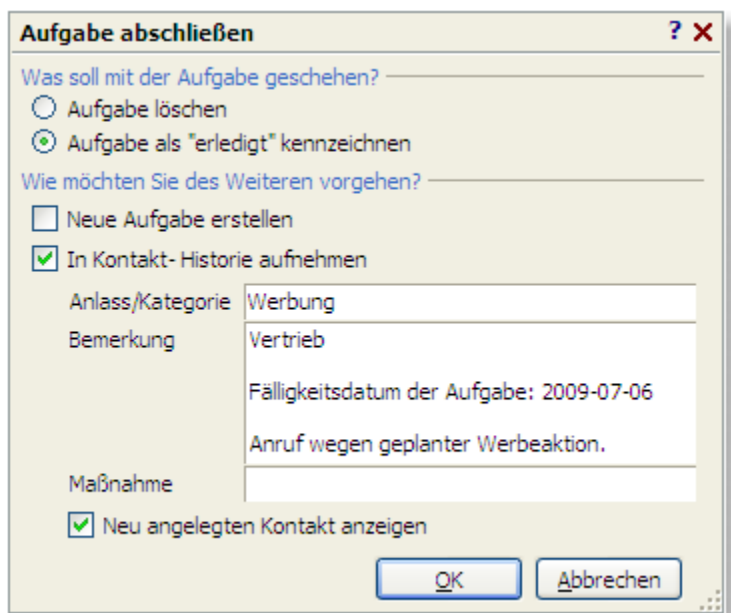 Aufgabe abschließen ?
Was soll mit der Aufgabe geschehen?
Aufgabe löschen
Aufgabe als "erledigt" kennzeichnen
Wie möchten Sie des Weiteren vorgehen?
Neue Aufgabe erstellen
In Kontakt- Historie aufnehmen
Anlass/Kategorie Werbung
Bemerkung Vertrieb
Fälligkeitsdatum der Aufgabe: 2009-07-06
Anruf wegen geplanter Werbeaktion.
Maßnahme
Neu angelegten Kontakt anzeigen
OK Abbrechen